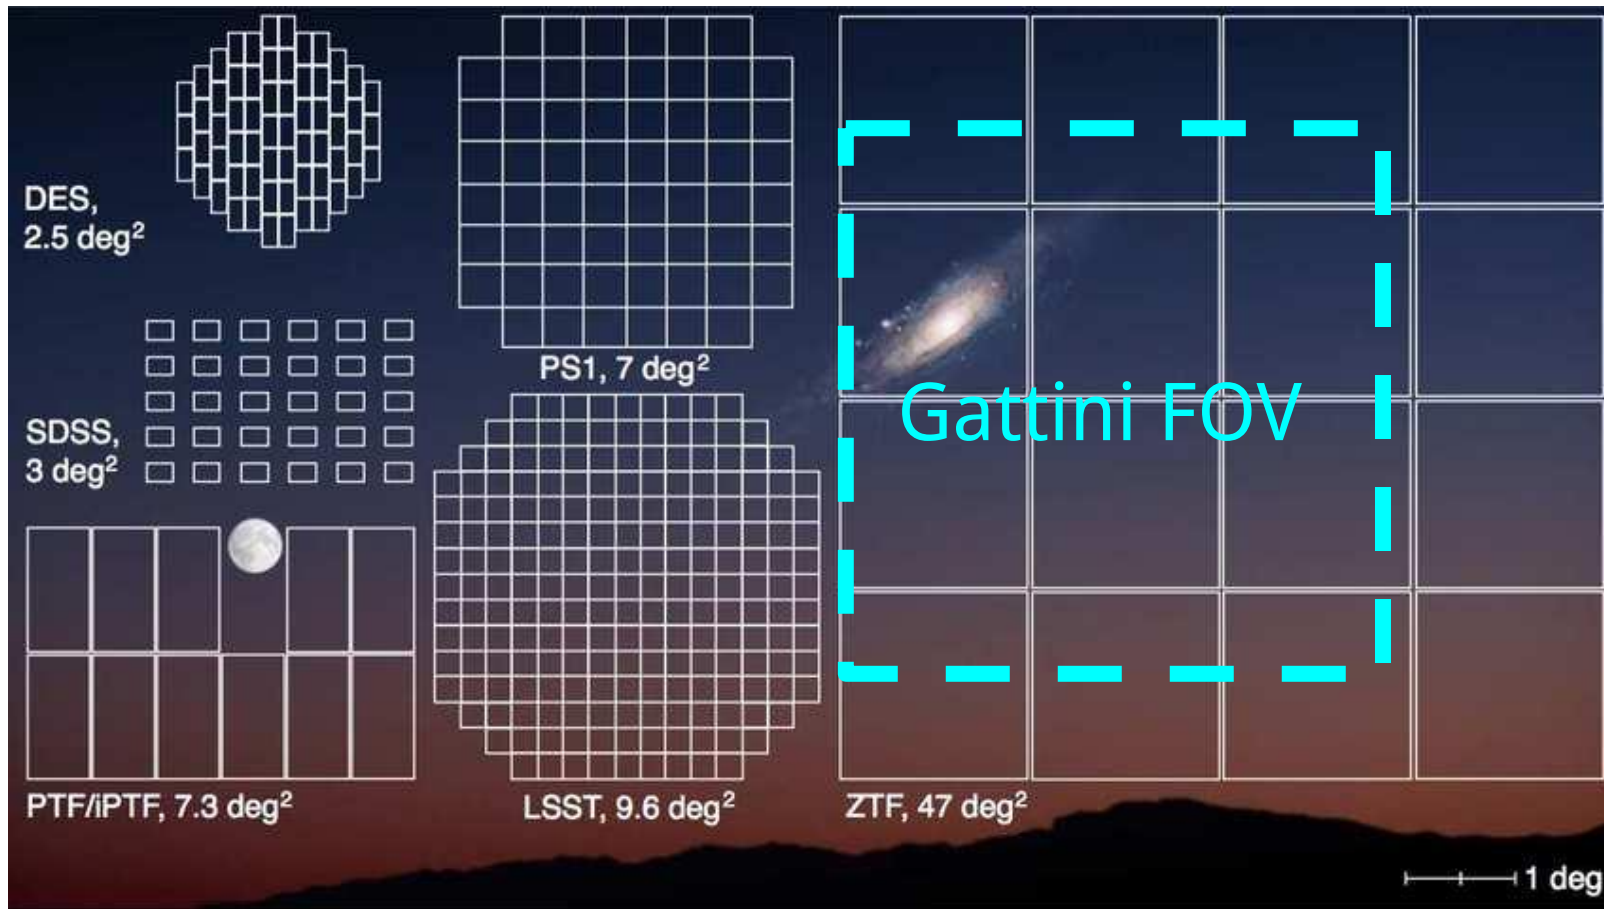 DES,
2.5 deg²
SDSS,
3 deg²
PTF/iPTF, 7.3 deg²
PS1, 7 deg²
LSST, 9.6 deg²
Gattini FOV
ZTF, 47 deg²
1 deg